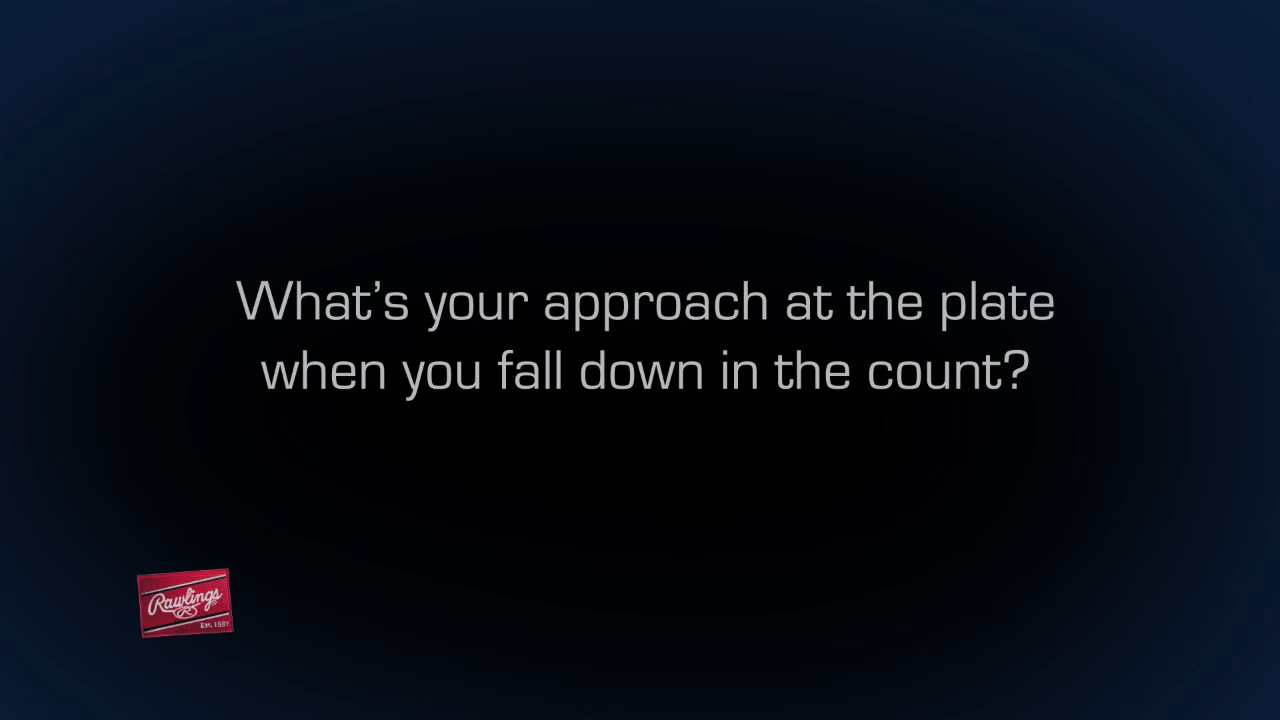 What's your approach at the plate
when you fall down in the count?
Rawlings
R
Est. 1887